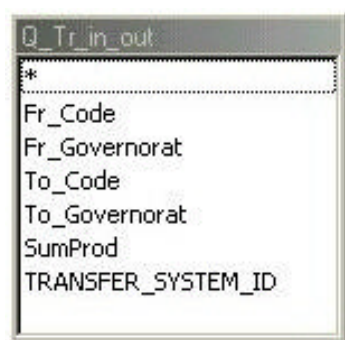 Q_Tr_in_out
*
Fr_Code
Fr_Governorat
To_Code
To_Governorat
SumProd
TRANSFER_SYSTEM_ID